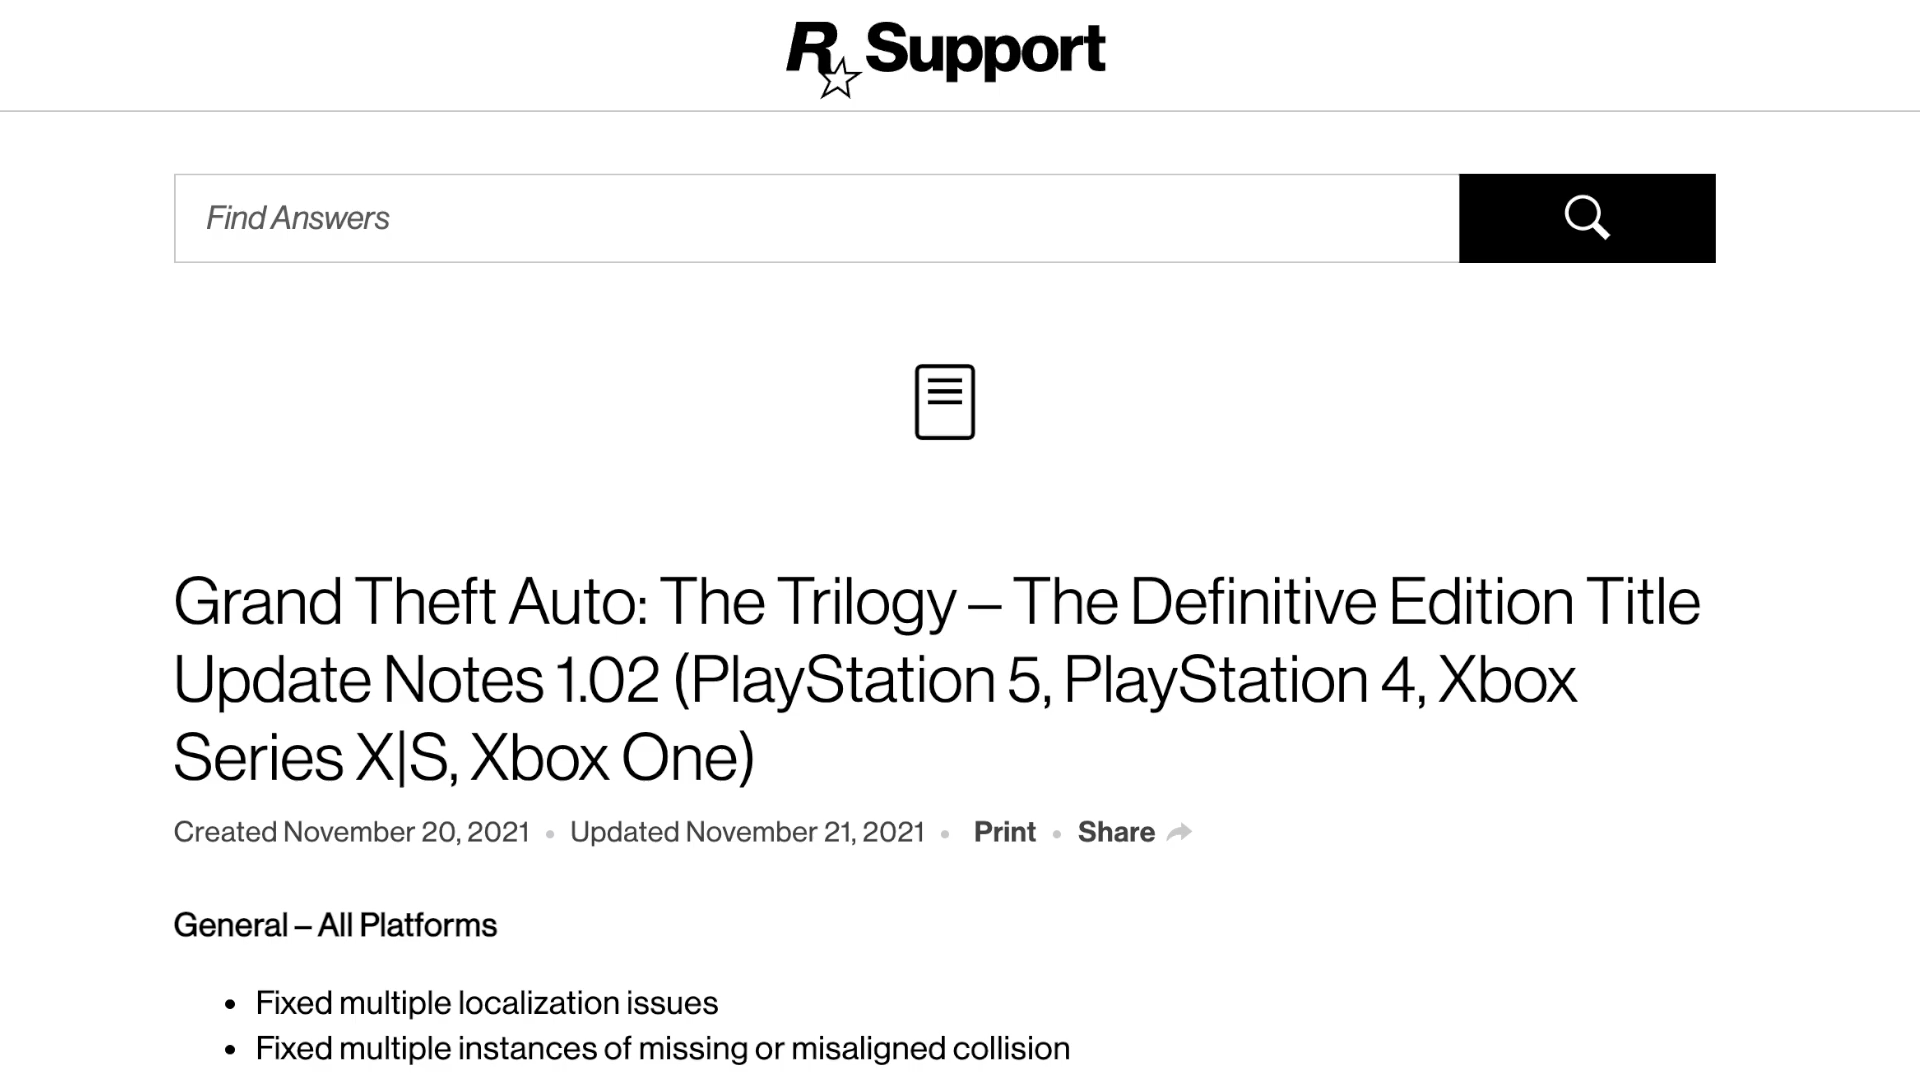 R Support
Find Answers
Grand Theft Auto: The Trilogy – The Definitive Edition Title
Update Notes 1.02 (PlayStation 5, PlayStation 4, Xbox
Series X|S, Xbox One)
Created November 20, 2021 • Updated November 21, 2021 • Print • Share
General – All Platforms
• Fixed multiple localization issues
• Fixed multiple instances of missing or misaligned collision